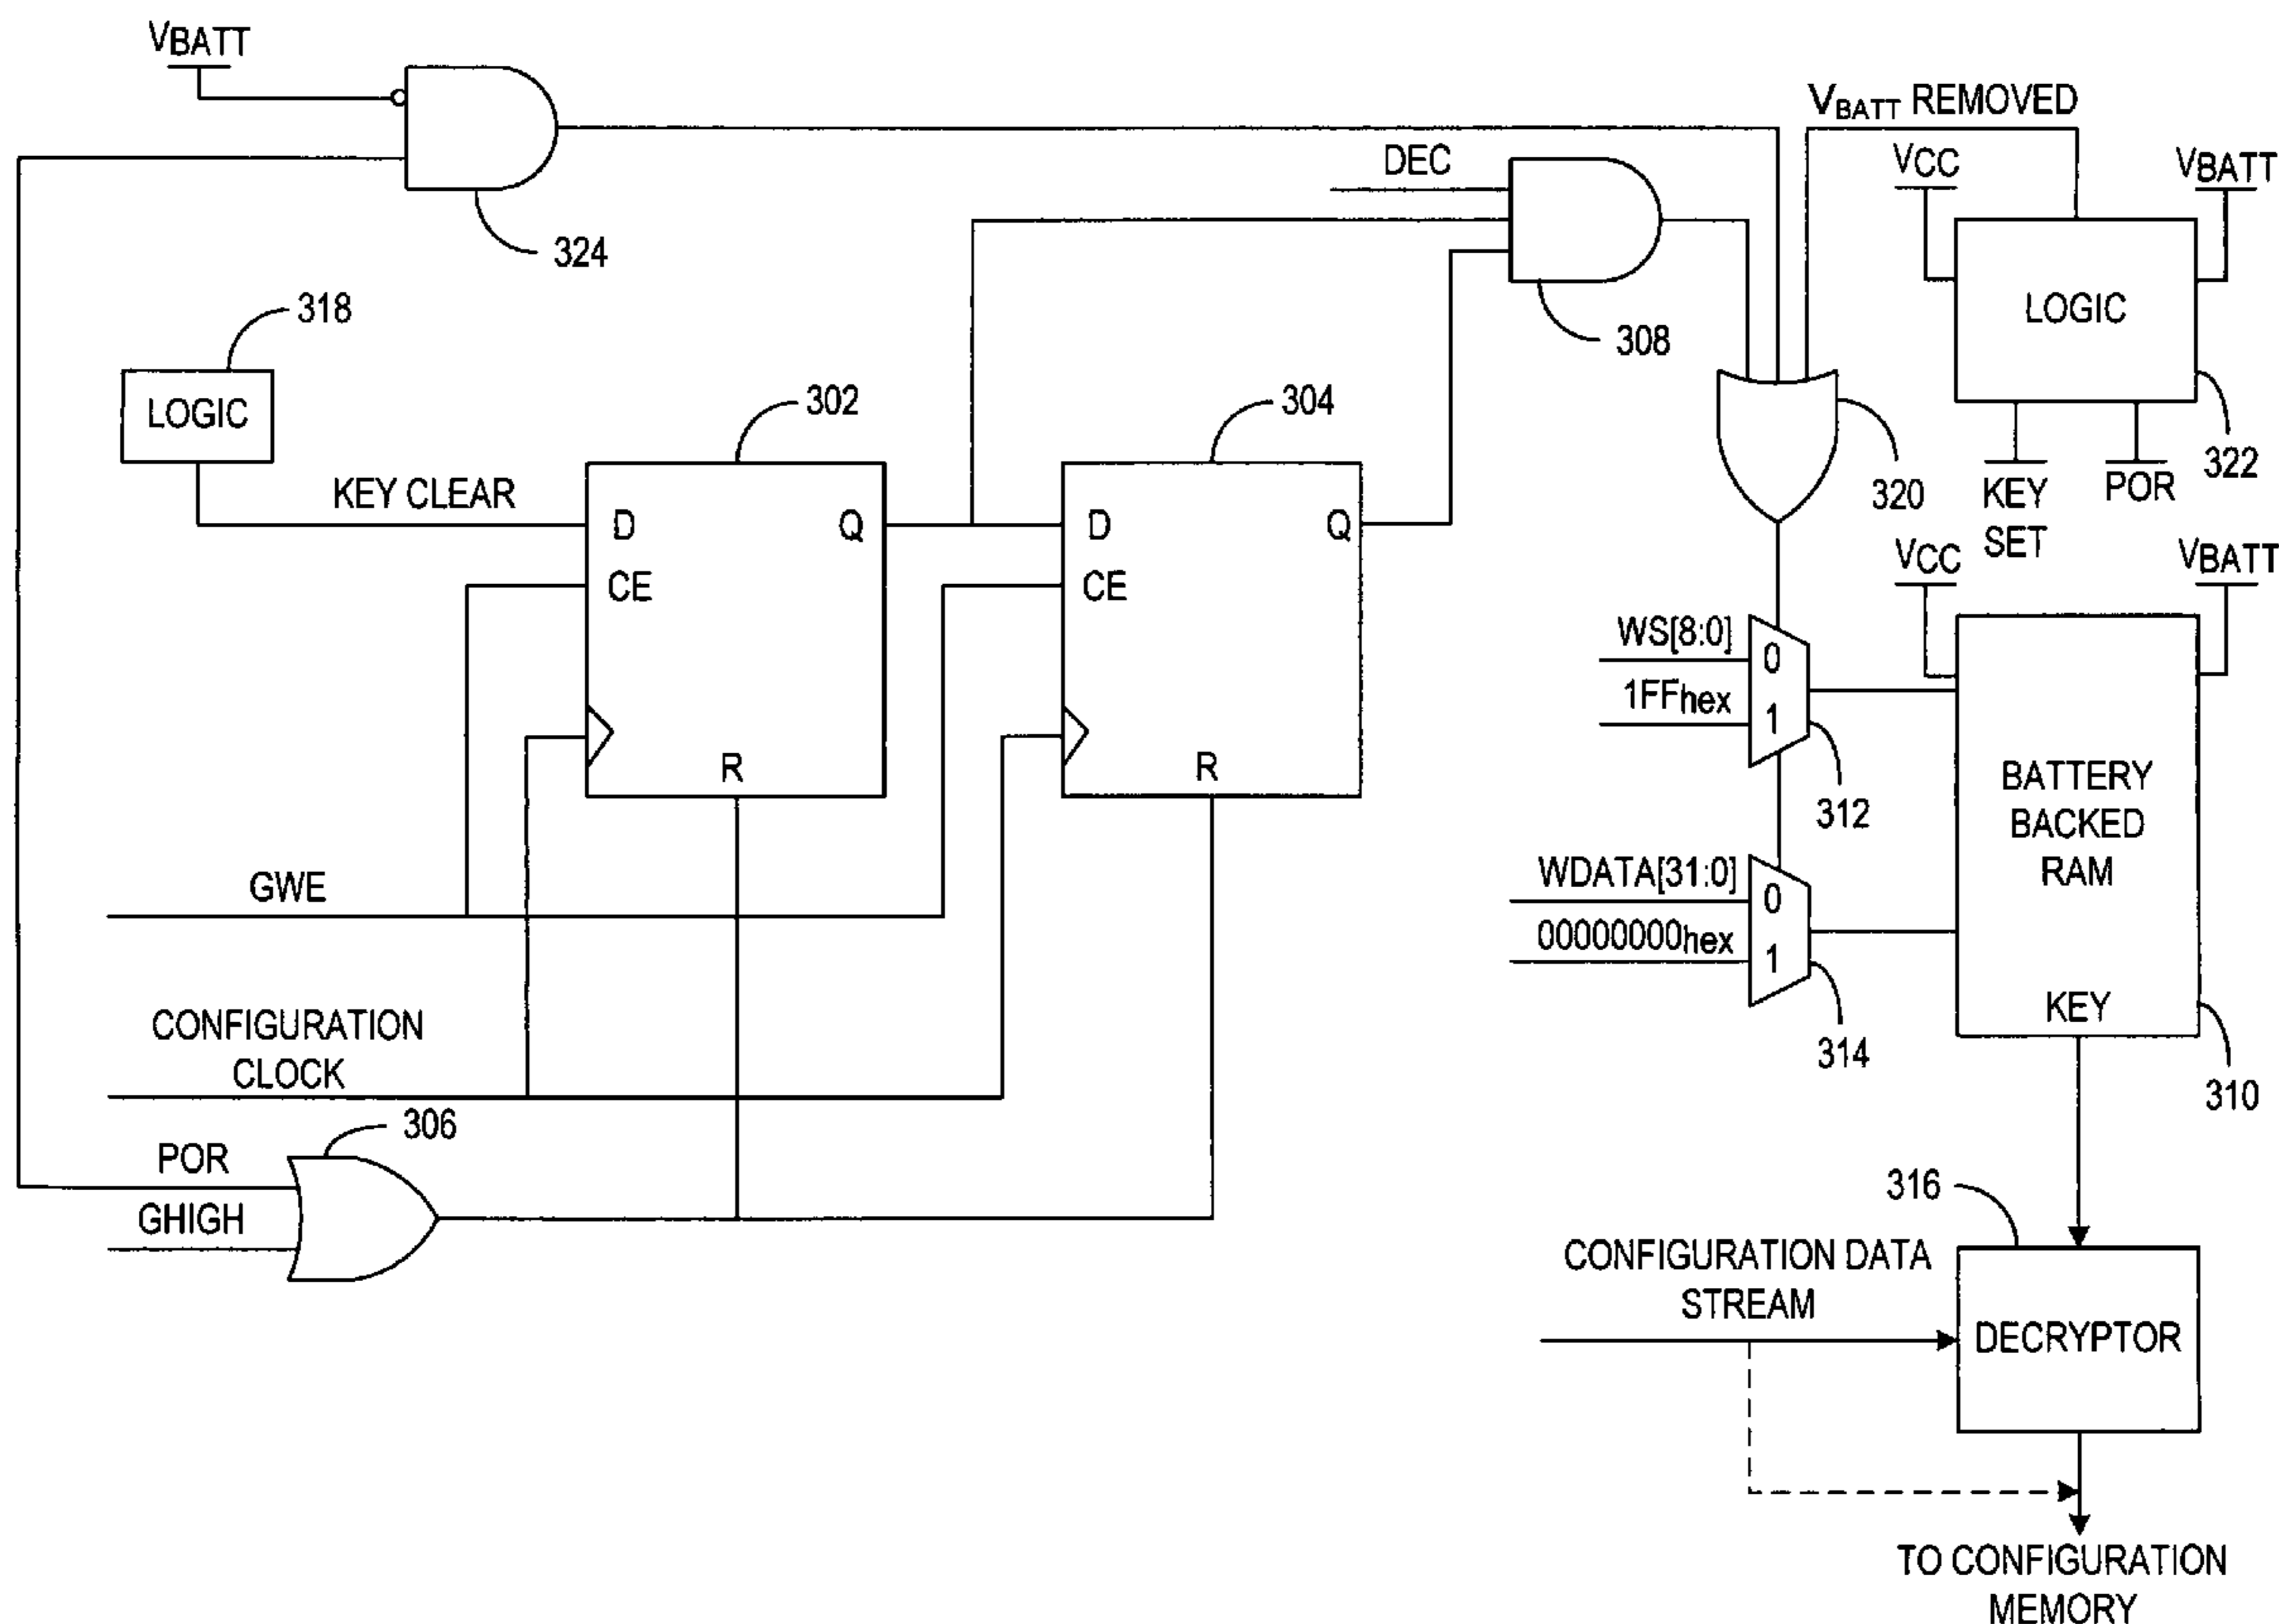 VBATT
324
318
LOGIC
KEY CLEAR
302
D
Q
CE
R
304
D
Q
CE
R
DEC
308
VBATT REMOVED
VCC
VBATT
LOGIC
322
KEY
SET
POR
320
WS[8:0]
0
1FFhex
1
312
WDATA[31:0]
0
00000000hex
1
314
VCC
VBATT
BATTERY
BACKED
RAM
KEY
310
GWE
CONFIGURATION
CLOCK
306
POR
GHIGH
316
CONFIGURATION DATA
STREAM
DECRYPTOR
TO CONFIGURATION
MEMORY